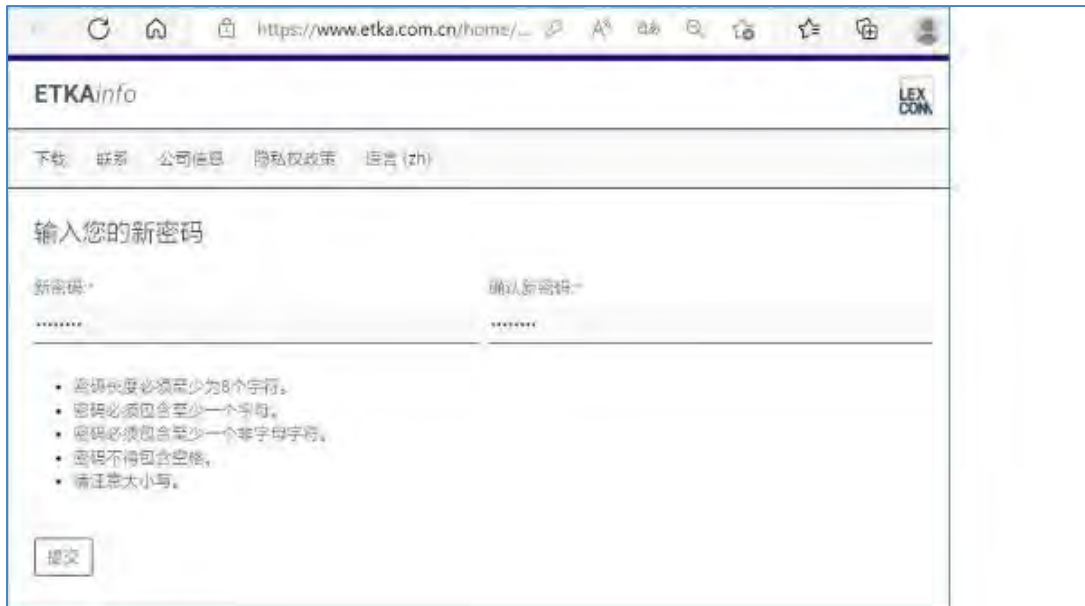 https://www.etka.com.cn/home/...
ETKAinfo
LEX
COM
下载 联系 公司信息 隐私权政策 语言 (zh)
输入您的新密码
新密码:* 确认新密码:*
........ ........
• 密码长度必须至少为8个字符。
• 密码必须包含至少一个字母。
• 密码必须包含至少一个非字母字符。
• 密码不得包含空格。
• 请注意大小写。
提交